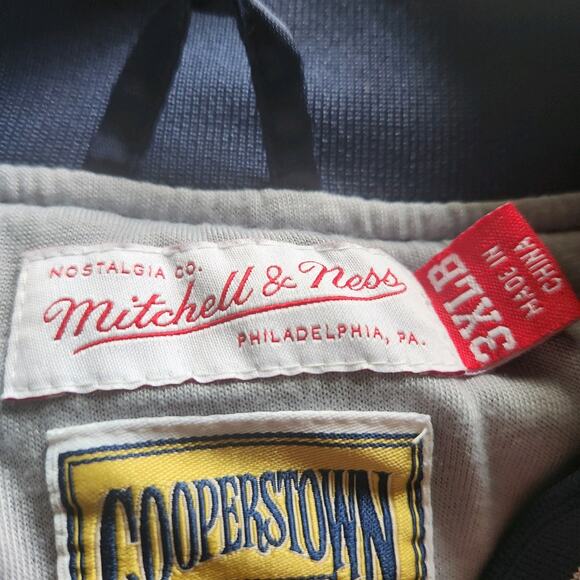 NOSTALGIA CO.
Mitchell & Ness
PHILADELPHIA, PA.
3XLB
MADE IN
CHINA
COOPERSTOWN